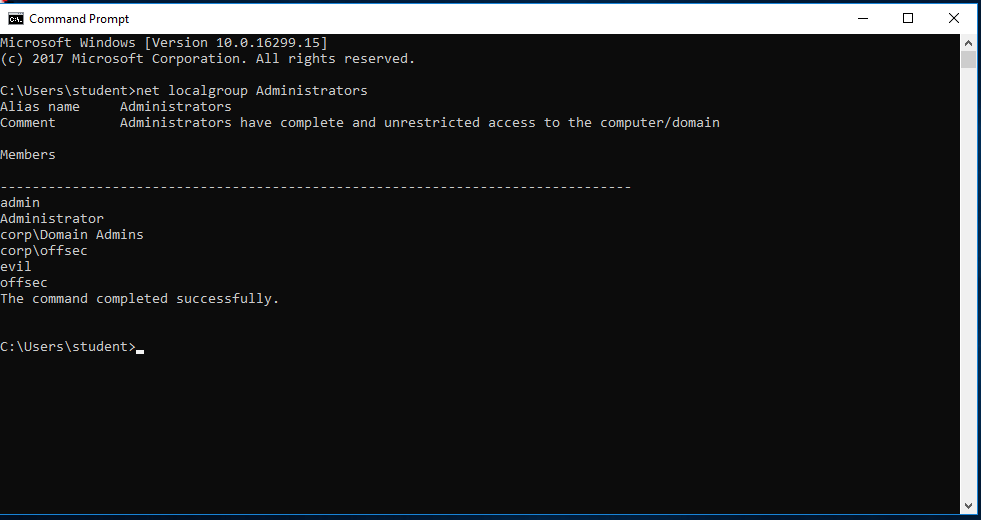 Command Prompt
Microsoft Windows [Version 10.0.16299.15]
(c) 2017 Microsoft Corporation. All rights reserved.
C:\Users\student>net localgroup Administrators
Alias name     Administrators
Comment        Administrators have complete and unrestricted access to the computer/domain
Members
-------------------------------------------------------------------------------
admin
Administrator
corp\Domain Admins
corp\offsec
evil
offsec
The command completed successfully.
C:\Users\student>